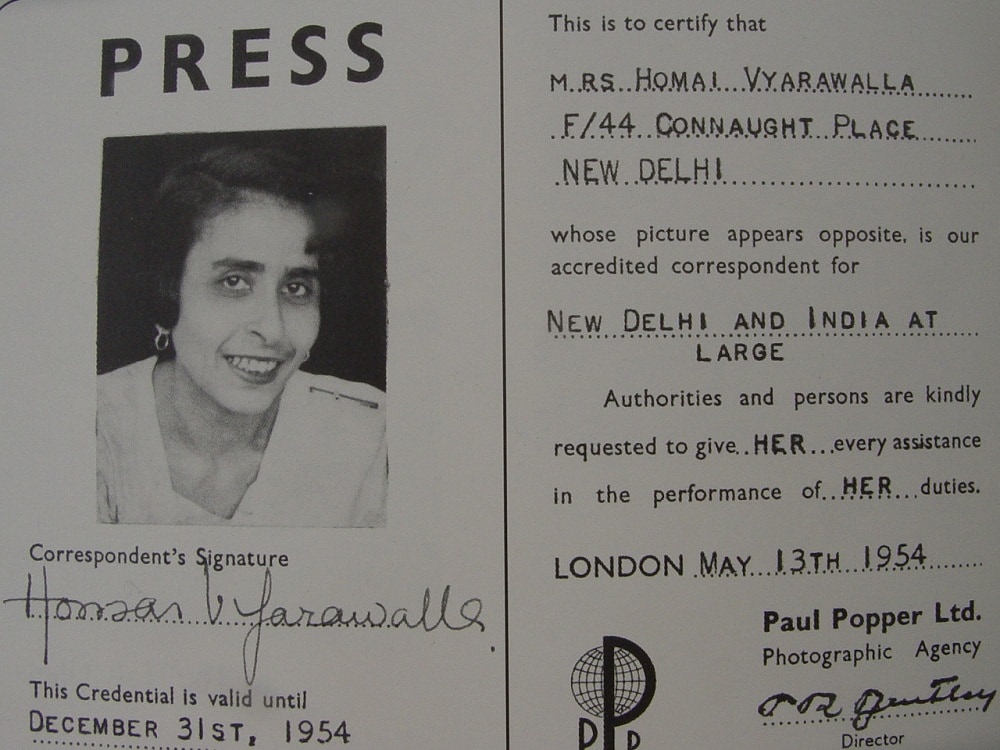 PRESS
Correspondent's Signature
Homai Vyarawalla
This Credential is valid until
DECEMBER 31ST, 1954
This is to certify that
MRS. HOMAI VYARAWALLA
F/44 CONNAUGHT PLACE
NEW DELHI
whose picture appears opposite, is our
accredited correspondent for
NEW DELHI AND INDIA AT
LARGE
Authorities and persons are kindly
requested to give..HER...every assistance
in the performance of..HER...duties.
LONDON MAY 13TH 1954
Paul Popper Ltd.
Photographic Agency
Director
PPP